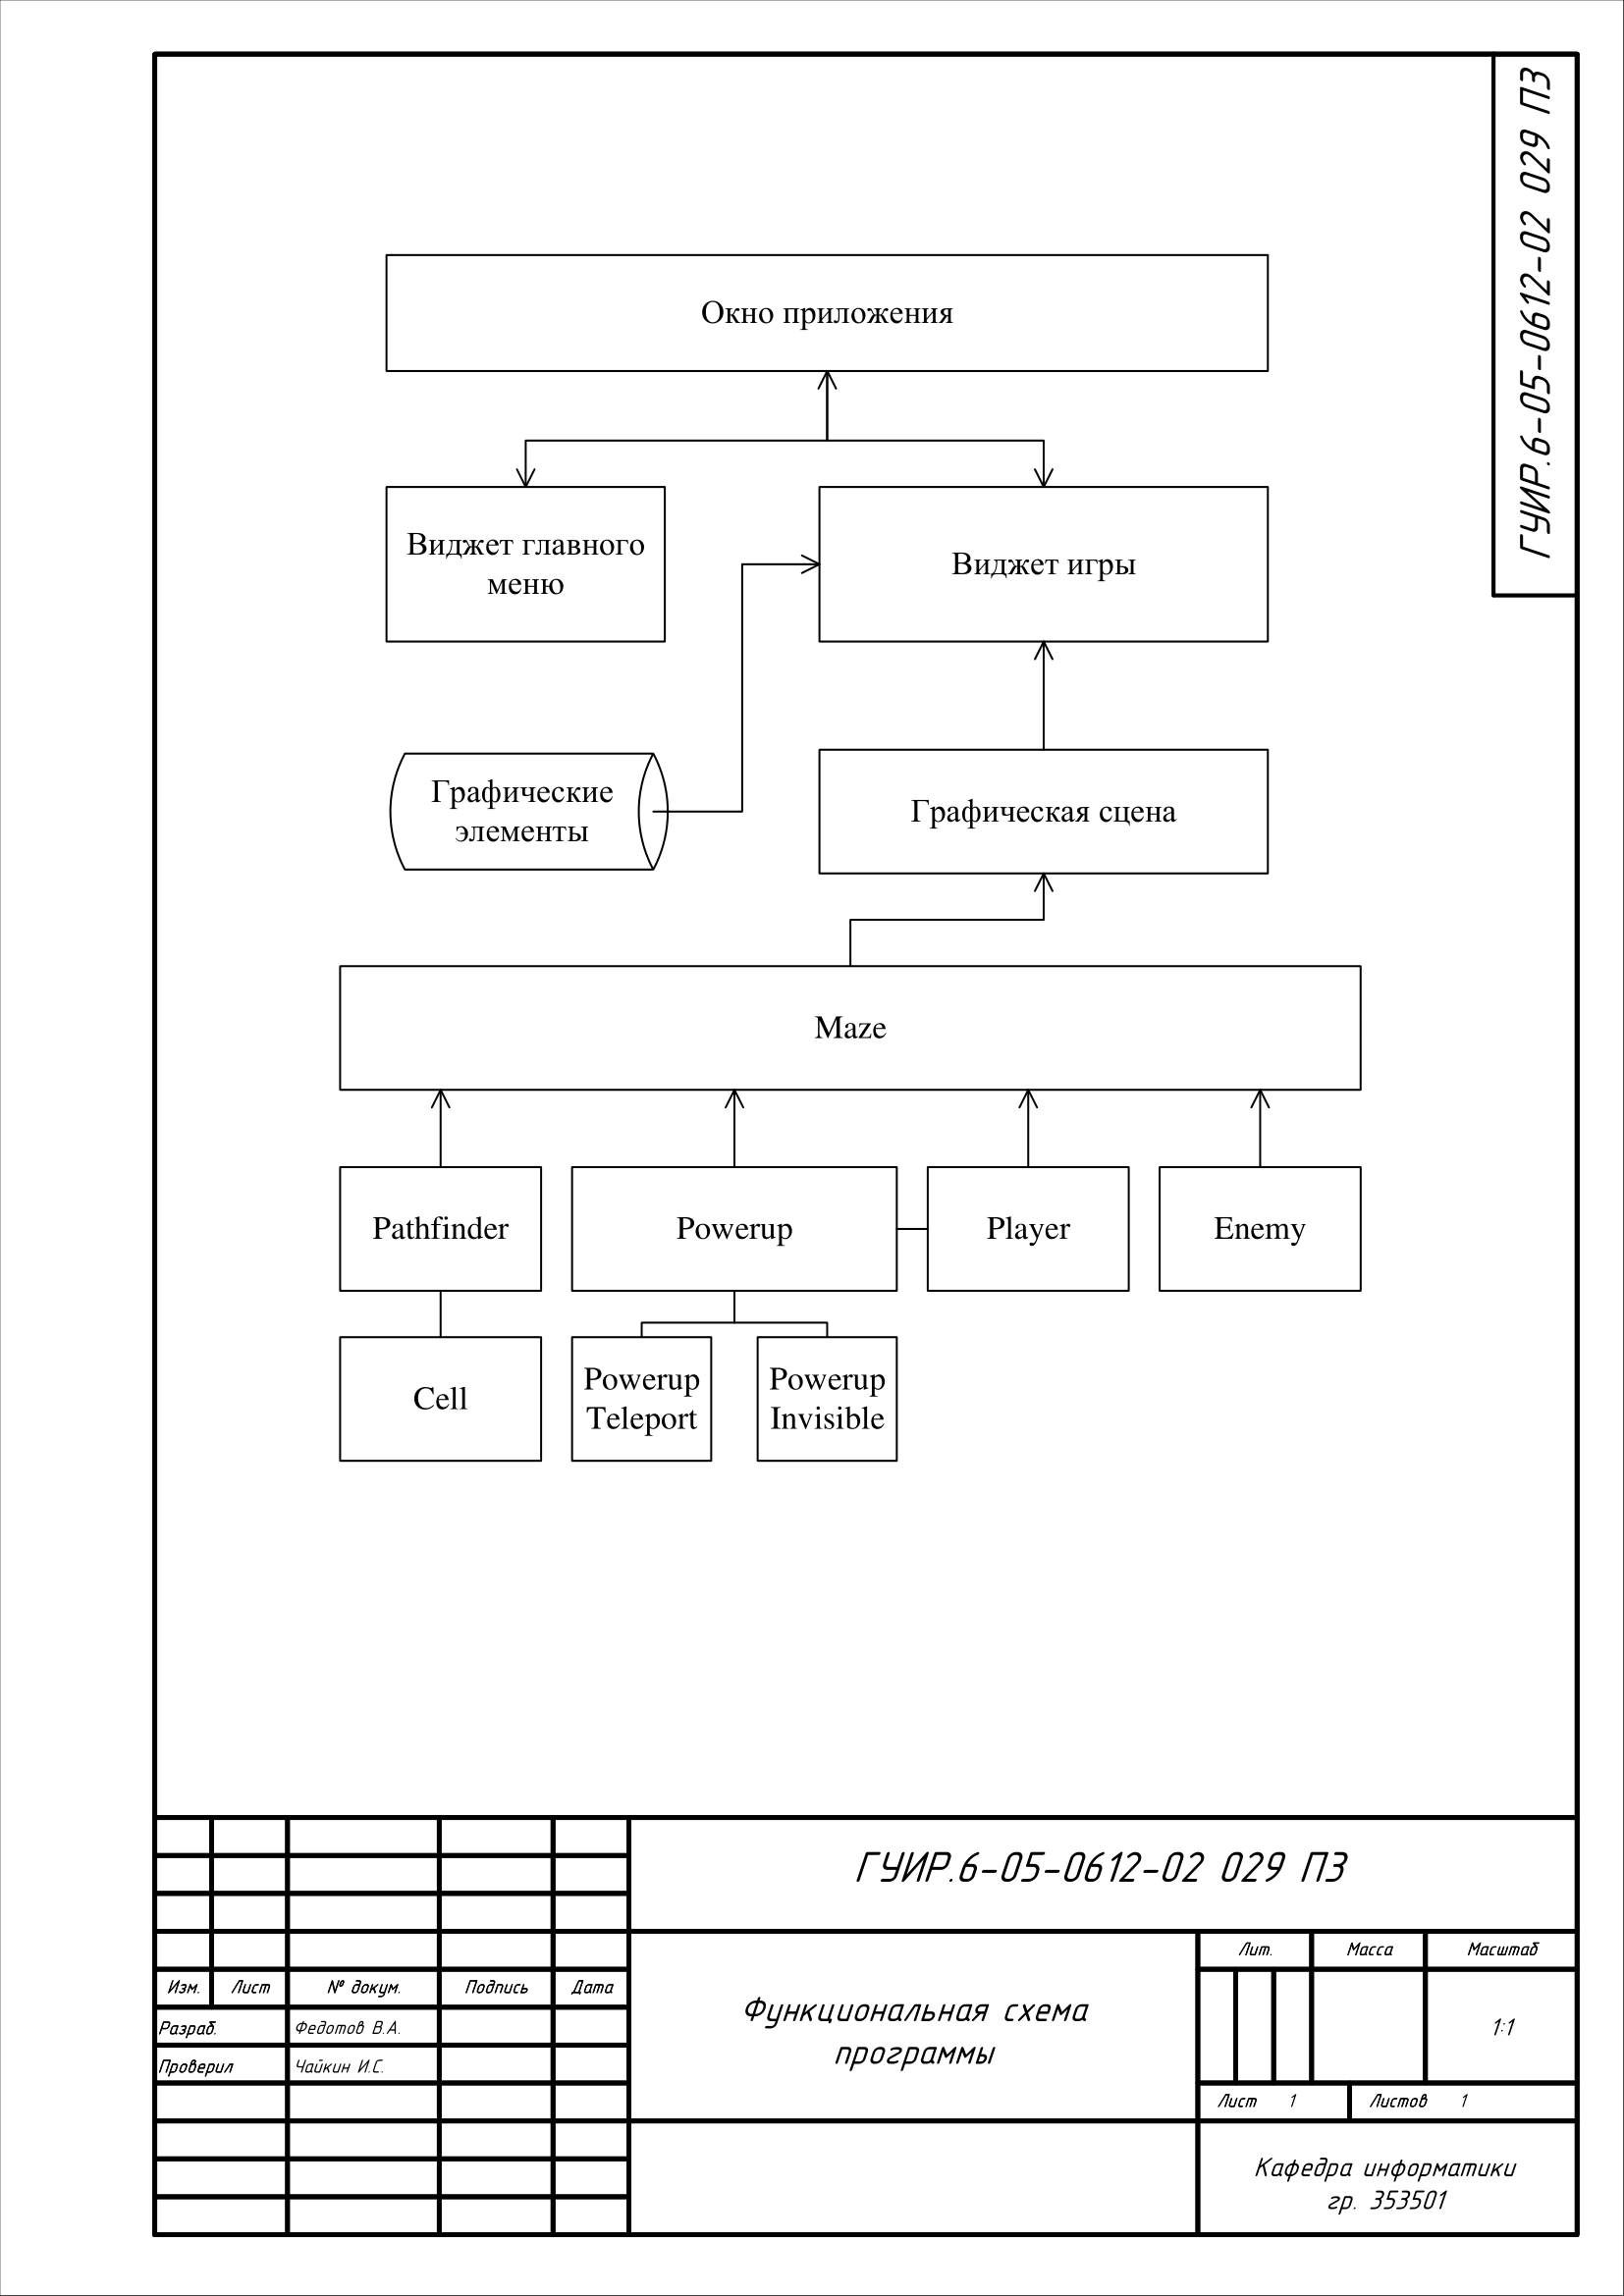 ГУИР.6-05-0612-02 029 ПЗ
Окно приложения
Виджет главного
меню
Виджет игры
Графические
элементы
Графическая сцена
Maze
Pathfinder
Powerup
Player
Enemy
Cell
Powerup
Teleport
Powerup
Invisible
ГУИР.6-05-0612-02 029 ПЗ
Лит. Масса Масштаб
Изм. Лист № докум. Подпись Дата
Функциональная схема
программы
1:1
Разраб. Федотов В.А.
Проверил Чайкин И.С.
Лист 1 Листов 1
Кафедра информатики
гр. 353501